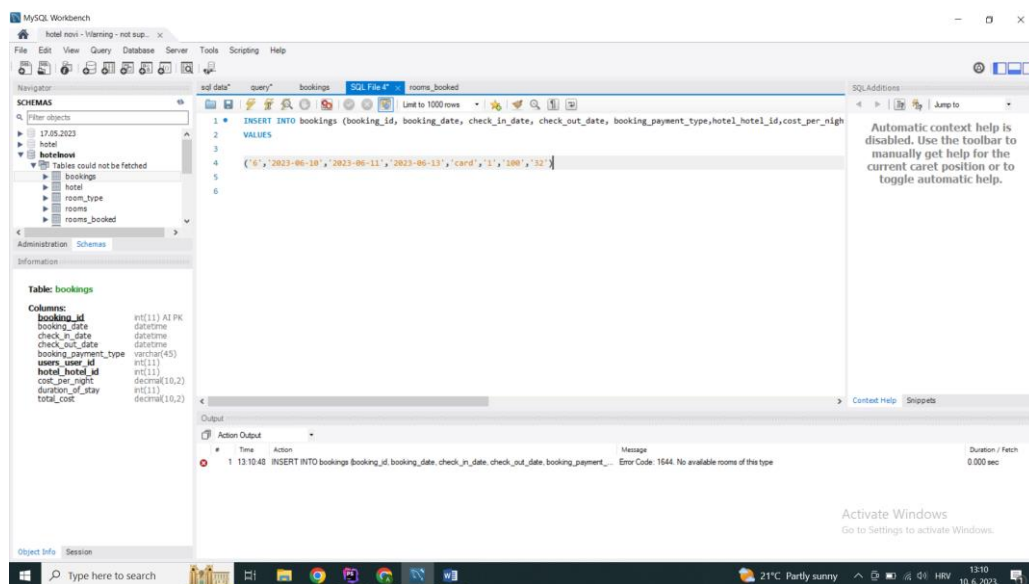 MySQL Workbench
hotel novi - Warning - not sup...
File Edit View Query Database Server Tools Scripting Help
Navigator
SCHEMAS
Filter objects
17.05.2023
hotel
hotelnovi
Tables could not be fetched
bookings
hotel
room_type
rooms
rooms_booked
Administration Schemas
Information
Table: bookings
Columns:
booking_id int(11) AI PK
booking_date datetime
check_in_date datetime
check_out_date datetime
booking_payment_type varchar(45)
users_user_id int(11)
hotel_hotel_id int(11)
cost_per_night decimal(10,2)
duration_of_stay int(11)
total_cost decimal(10,2)
Object Info Session
sql data* query* bookings SQL File 4* rooms_booked
Limit to 1000 rows
1 INSERT INTO bookings (booking_id, booking_date, check_in_date, check_out_date, booking_payment_type,hotel_hotel_id,cost_per_nigh
2 VALUES
3
4 ('6','2023-06-10','2023-06-11','2023-06-13','card','1','100','32')
5
6
Output
Action Output
# Time Action Message Duration / Fetch
1 13:10:48 INSERT INTO bookings (booking_id, booking_date, check_in_date, check_out_date, booking_payment_... Error Code: 1644. No available rooms of this type 0.000 sec
SQLAdditions
Jump to
Automatic context help is
disabled. Use the toolbar to
manually get help for the
current caret position or to
toggle automatic help.
Context Help Snippets
Activate Windows
Go to Settings to activate Windows.
Type here to search
21°C Partly sunny
HRV
13:10
10.6.2023.